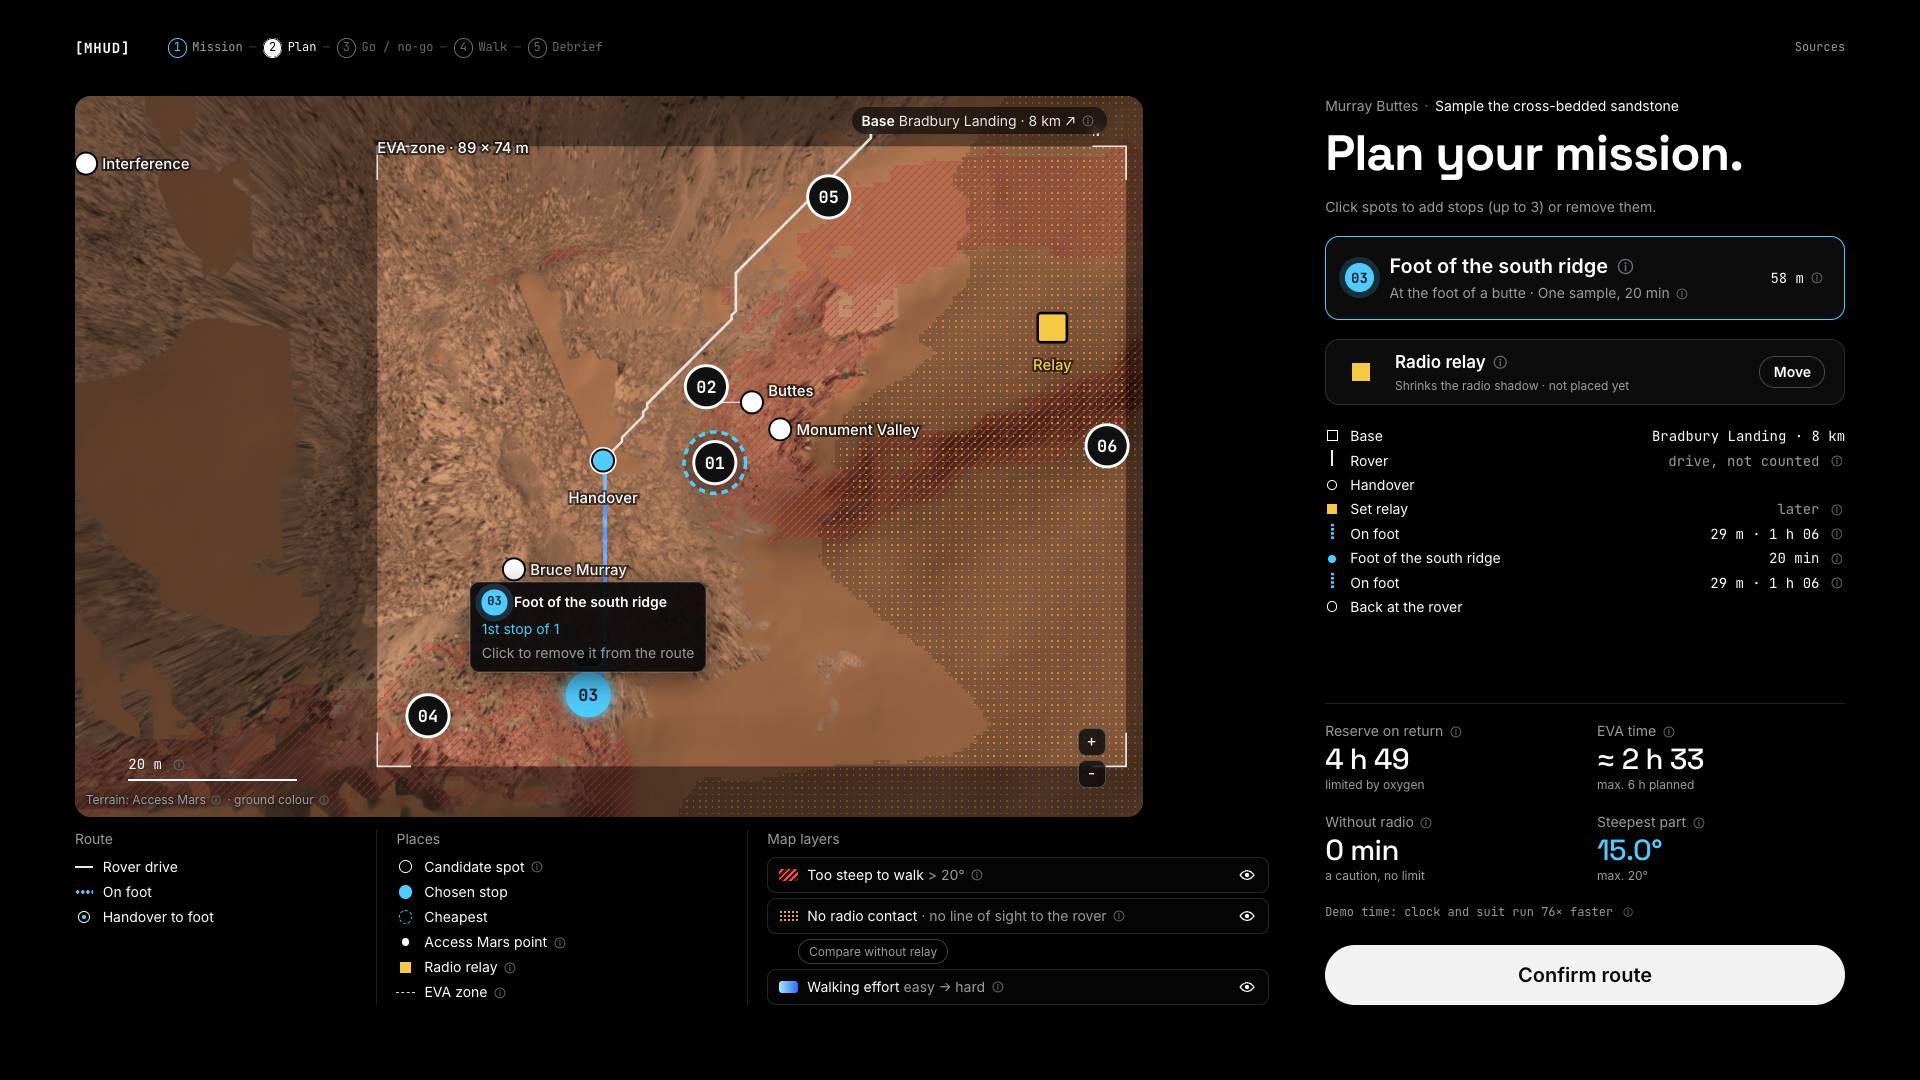 [MHUD]
1 Mission – 2 Plan – 3 Go / no-go – 4 Walk – 5 Debrief
Sources
Base Bradbury Landing · 8 km ↗
EVA zone · 89 × 74 m
Interference
05
02
Buttes
Monument Valley
Relay
01
06
Handover
Bruce Murray
03 Foot of the south ridge
1st stop of 1
Click to remove it from the route
03
04
20 m
+
-
Terrain: Access Mars · ground colour
Route
Rover drive
On foot
Handover to foot
Places
Candidate spot
Chosen stop
Cheapest
Access Mars point
Radio relay
EVA zone
Map layers
Too steep to walk > 20°
No radio contact · no line of sight to the rover
Compare without relay
Walking effort easy → hard
Murray Buttes · Sample the cross-bedded sandstone
Plan your mission.
Click spots to add stops (up to 3) or remove them.
03 Foot of the south ridge 58 m
At the foot of a butte · One sample, 20 min
Radio relay
Shrinks the radio shadow · not placed yet
Move
Base Bradbury Landing · 8 km
Rover drive, not counted
Handover
Set relay later
On foot 29 m · 1 h 06
Foot of the south ridge 20 min
On foot 29 m · 1 h 06
Back at the rover
Reserve on return
4 h 49
limited by oxygen
EVA time
≈ 2 h 33
max. 6 h planned
Without radio
0 min
a caution, no limit
Steepest part
15.0°
max. 20°
Demo time: clock and suit run 76× faster
Confirm route